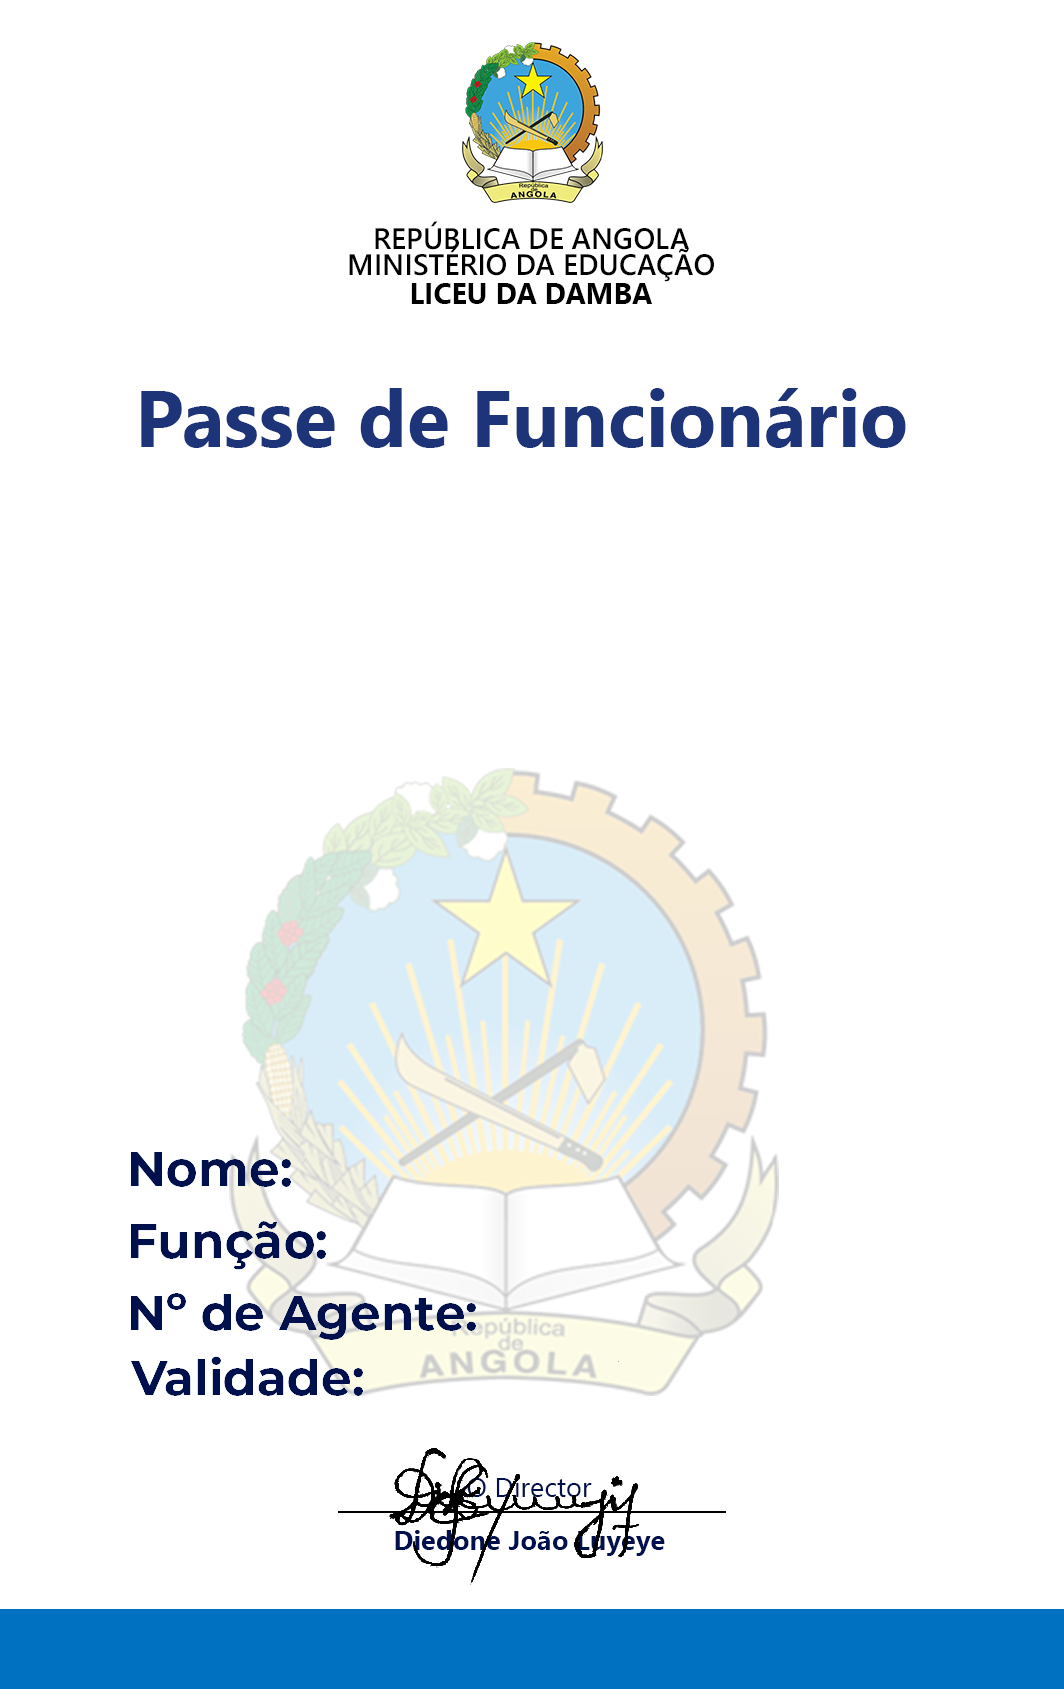 República
de
ANGOLA
REPÚBLICA DE ANGOLA
MINISTÉRIO DA EDUCAÇÃO
LICEU DA DAMBA
Passe de Funcionário
Nome:
Função:
Nº de Agente:
República
de
ANGOLA
Validade:
O Director
Diedone João Luyeye